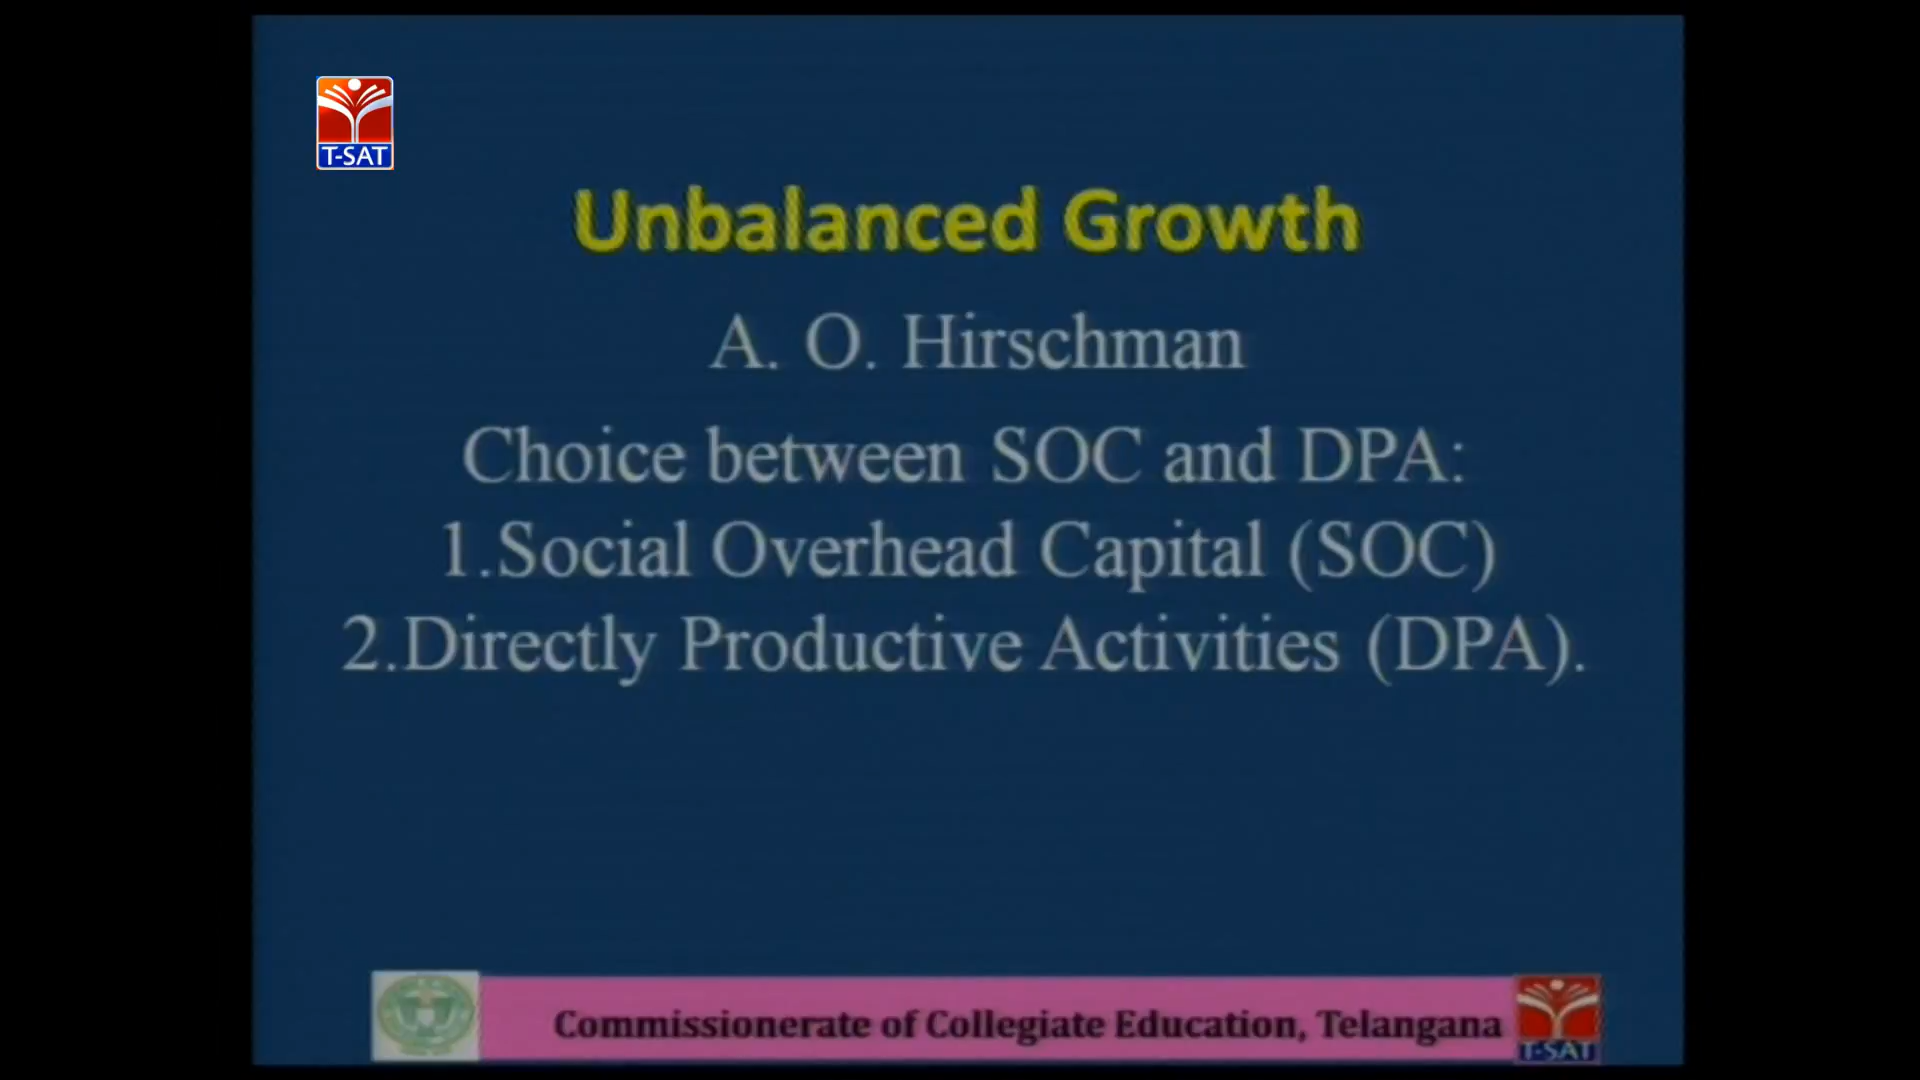 T-SAT
Unbalanced Growth
A. O. Hirschman
Choice between SOC and DPA:
1.Social Overhead Capital (SOC)
2.Directly Productive Activities (DPA).
Commissionerate of Collegiate Education, Telangana
T-SAT